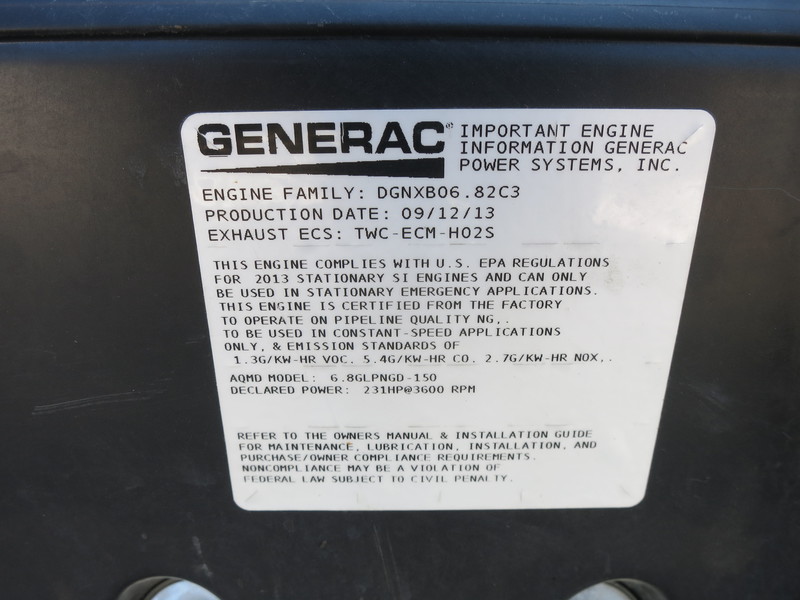 GENERAC®
IMPORTANT ENGINE
INFORMATION GENERAC
POWER SYSTEMS, INC.
ENGINE FAMILY: DGNXB06.82C3
PRODUCTION DATE: 09/12/13
EXHAUST ECS: TWC-ECM-HO2S
THIS ENGINE COMPLIES WITH U.S. EPA REGULATIONS
FOR 2013 STATIONARY SI ENGINES AND CAN ONLY
BE USED IN STATIONARY EMERGENCY APPLICATIONS.
THIS ENGINE IS CERTIFIED FROM THE FACTORY
TO OPERATE ON PIPELINE QUALITY NG,.
TO BE USED IN CONSTANT-SPEED APPLICATIONS
ONLY, & EMISSION STANDARDS OF
1.3G/KW-HR VOC. 5.4G/KW-HR CO. 2.7G/KW-HR NOX,.
AQMD MODEL: 6.8GLPNGD-150
DECLARED POWER: 231HP@3600 RPM
REFER TO THE OWNERS MANUAL & INSTALLATION GUIDE
FOR MAINTENANCE, LUBRICATION, INSTALLATION, AND
PURCHASE/OWNER COMPLIANCE REQUIREMENTS.
NONCOMPLIANCE MAY BE A VIOLATION OF
FEDERAL LAW SUBJECT TO CIVIL PENALTY.